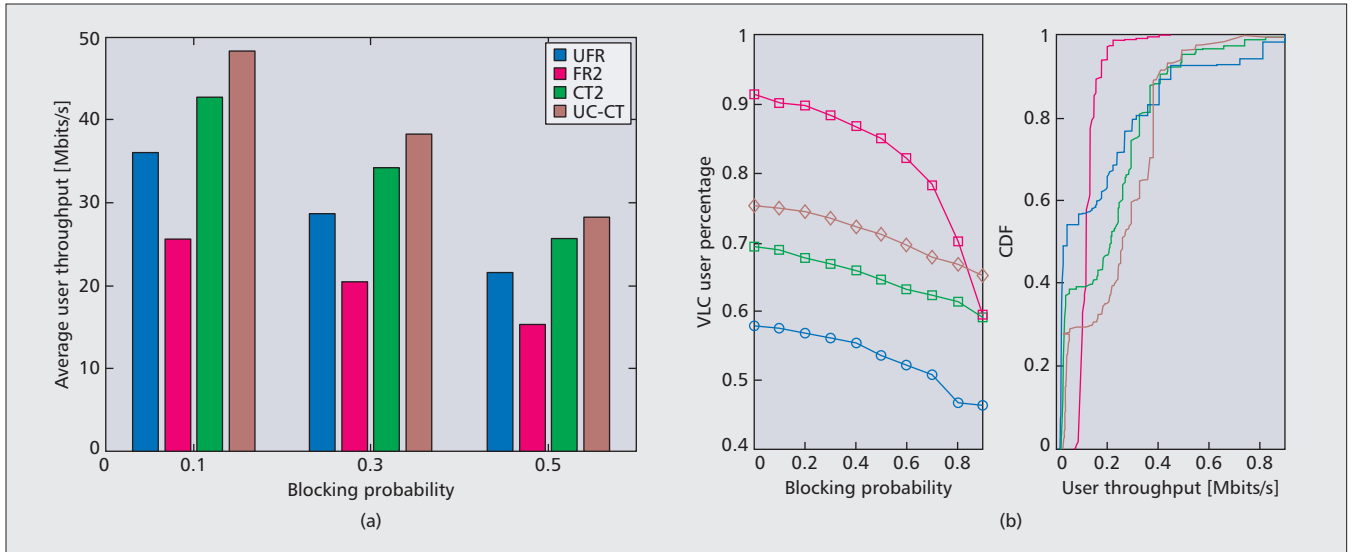 Average user throughput [Mbits/s]
50
40
30
20
10
0
0
0.1
0.3
0.5
Blocking probability
UFR
FR2
CT2
UC-CT
(a)
VLC user percentage
1
0.9
0.8
0.7
0.6
0.5
0.4
0
0.2
0.4
0.6
0.8
Blocking probability
CDF
1
0.8
0.6
0.4
0.2
0
0
0.2
0.4
0.6
0.8
User throughput [Mbits/s]
(b)